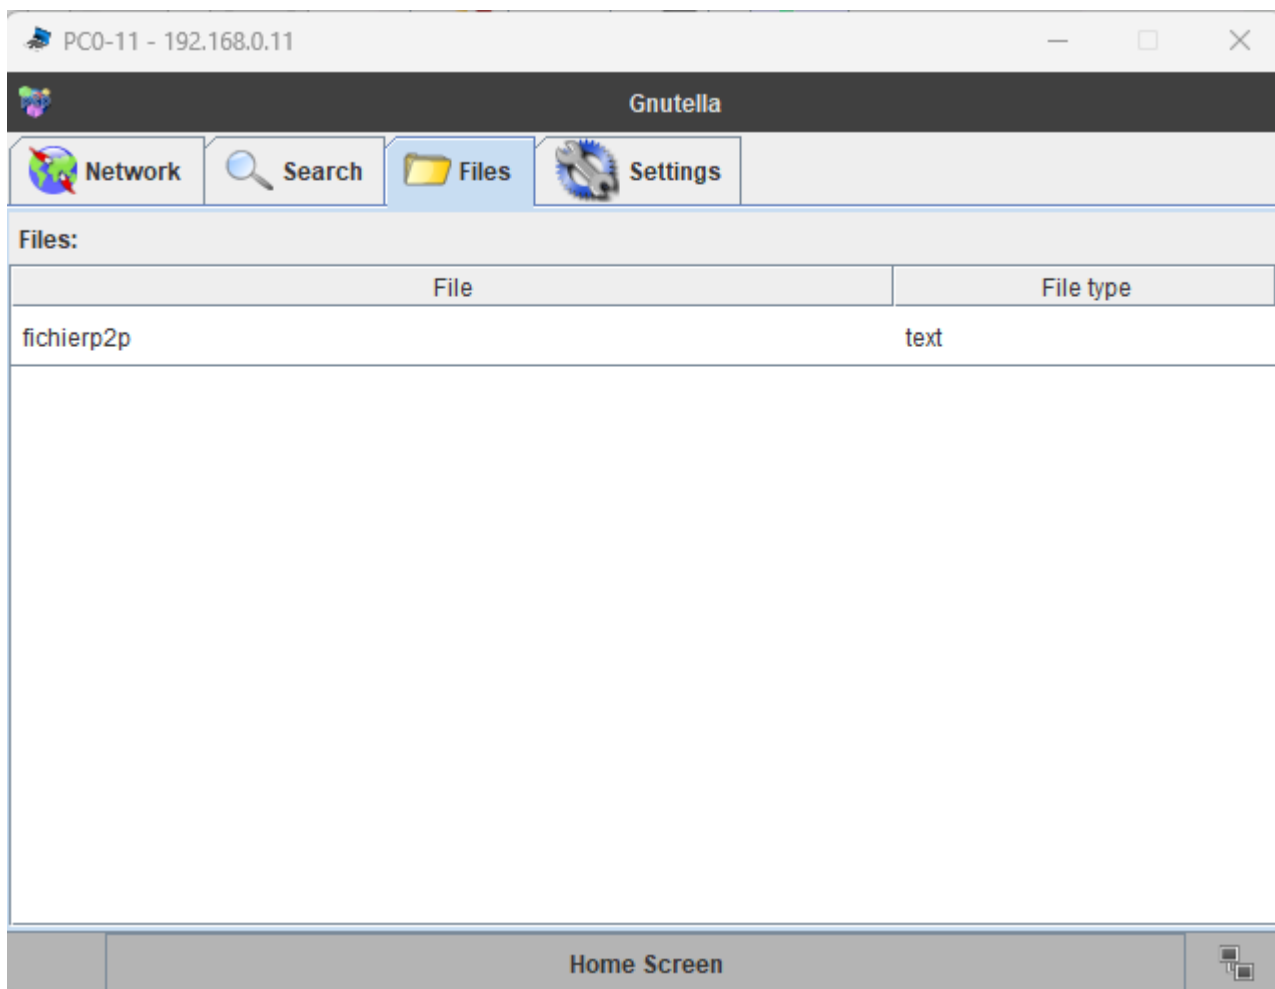 PC0-11 - 192.168.0.11
Gnutella
Network Search Files Settings
Files:
File File type
fichierp2p text
Home Screen